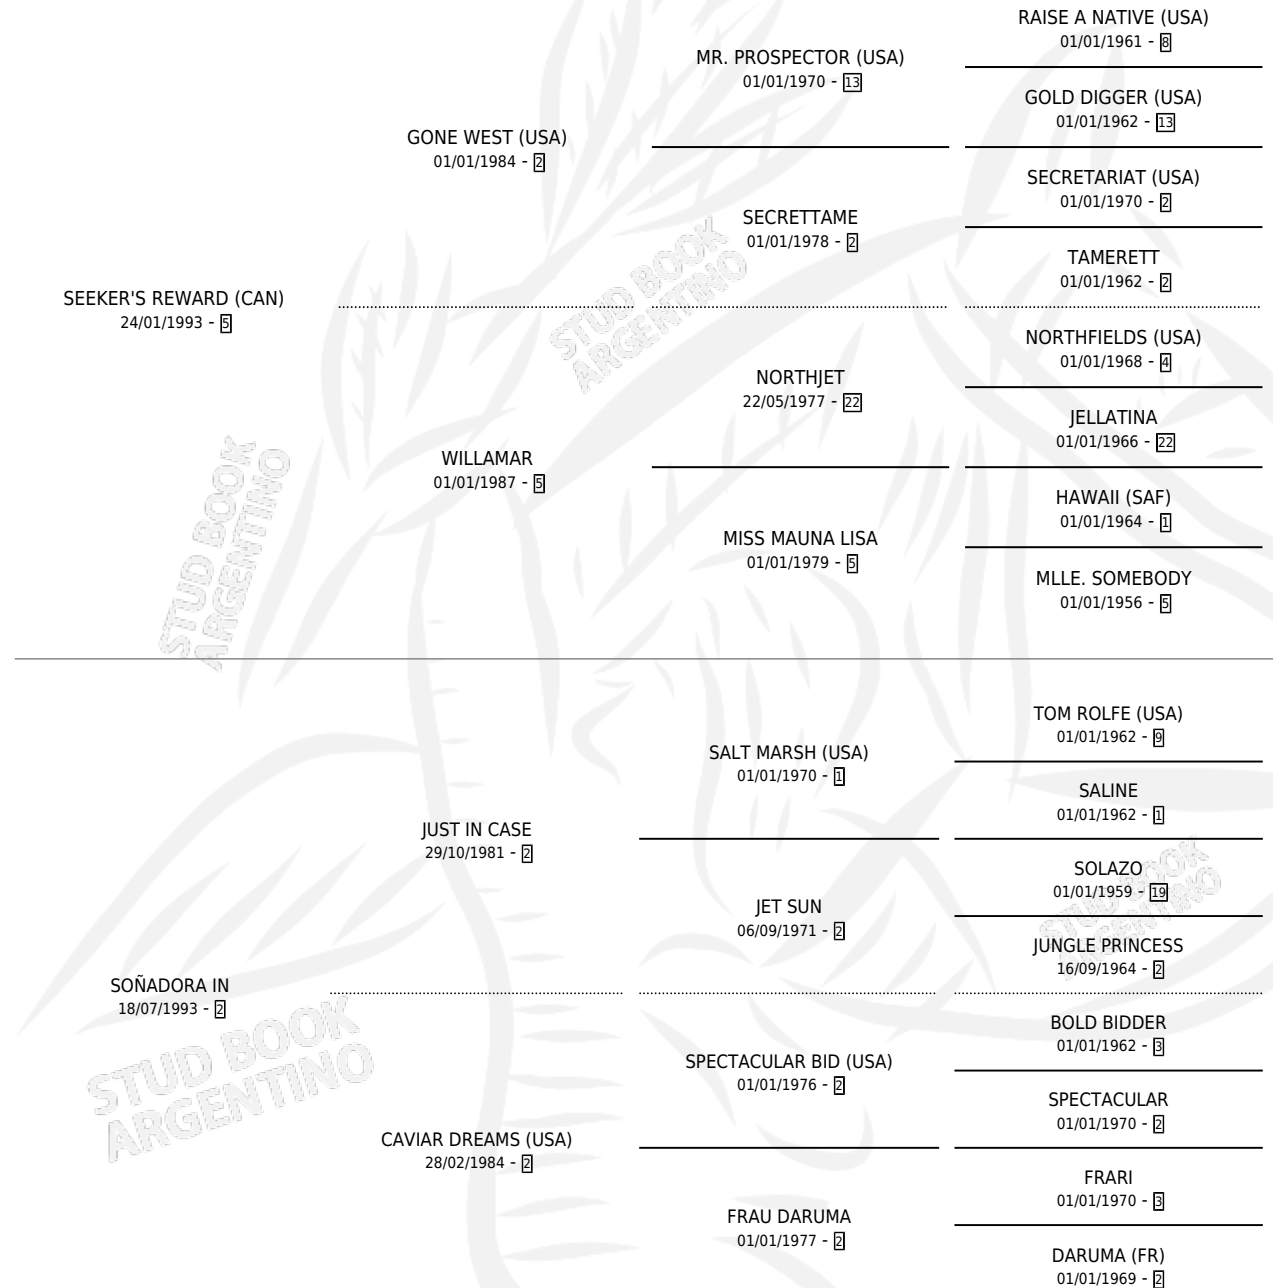 RAISE A NATIVE (USA)
01/01/1961 - 8
MR. PROSPECTOR (USA)
01/01/1970 - 13
GOLD DIGGER (USA)
01/01/1962 - 13
GONE WEST (USA)
01/01/1984 - 2
SECRETARIAT (USA)
01/01/1970 - 2
SECRETTAME
01/01/1978 - 2
TAMERETT
01/01/1962 - 2
SEEKER'S REWARD (CAN)
24/01/1993 - 5
NORTHFIELDS (USA)
01/01/1968 - 4
NORTHJET
22/05/1977 - 22
JELLATINA
01/01/1966 - 22
WILLAMAR
01/01/1987 - 5
HAWAII (SAF)
01/01/1964 - 1
MISS MAUNA LISA
01/01/1979 - 5
MLLE. SOMEBODY
01/01/1956 - 5
TOM ROLFE (USA)
01/01/1962 - 9
SALT MARSH (USA)
01/01/1970 - 1
SALINE
01/01/1962 - 1
JUST IN CASE
29/10/1981 - 2
SOLAZO
01/01/1959 - 19
JET SUN
06/09/1971 - 2
JUNGLE PRINCESS
16/09/1964 - 2
SOÑADORA IN
18/07/1993 - 2
BOLD BIDDER
01/01/1962 - 3
SPECTACULAR BID (USA)
01/01/1976 - 2
SPECTACULAR
01/01/1970 - 2
CAVIAR DREAMS (USA)
28/02/1984 - 2
FRARI
01/01/1970 - 3
FRAU DARUMA
01/01/1977 - 2
DARUMA (FR)
01/01/1969 - 2
STUD BOOK
ARGENTINO
STUD BOOK
ARGENTINO
STUD BOOK
ARGENTINO
STUD BOOK
ARGENTINO